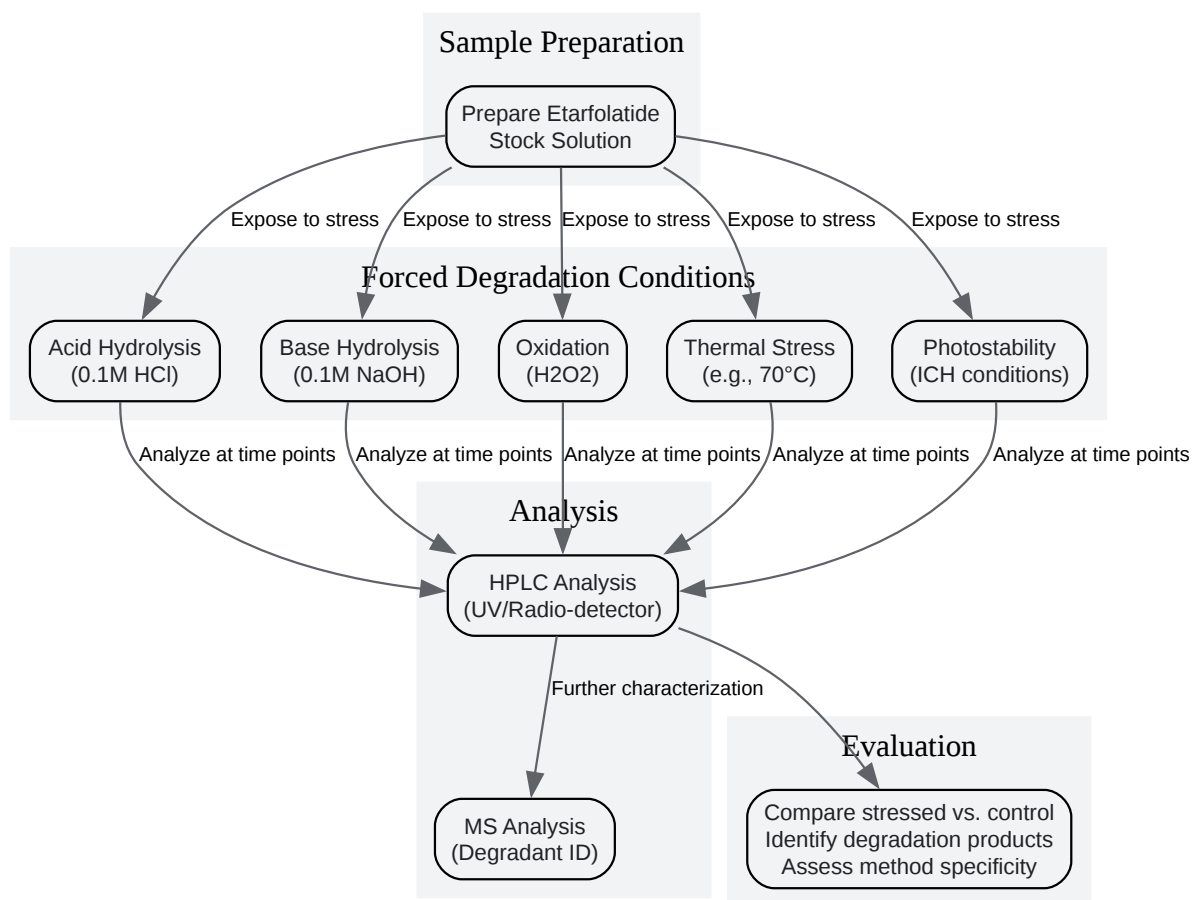 Sample Preparation
Prepare Etarfolatide
Stock Solution
Expose to stress
Expose to stress
Expose to stress
Expose to stress
Expose to stress
Forced Degradation Conditions
Acid Hydrolysis
(0.1M HCl)
Base Hydrolysis
(0.1M NaOH)
Oxidation
(H2O2)
Thermal Stress
(e.g., 70°C)
Photostability
(ICH conditions)
Analyze at time points
Analyze at time points
Analyze at time points
Analyze at time points
Analyze at time points
Analysis
HPLC Analysis
(UV/Radio-detector)
Further characterization
MS Analysis
(Degradant ID)
Evaluation
Compare stressed vs. control
Identify degradation products
Assess method specificity